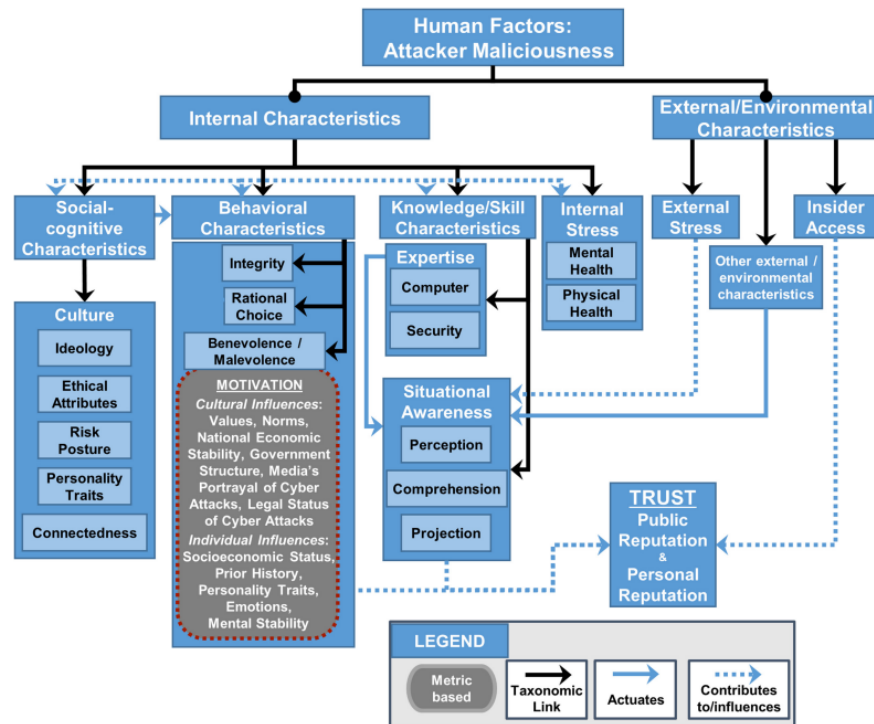 Human Factors:
Attacker Maliciousness
Internal Characteristics
External/Environmental
Characteristics
Social-
cognitive
Characteristics
Behavioral
Characteristics
Knowledge/Skill
Characteristics
Internal
Stress
External
Stress
Insider
Access
Mental
Health
Physical
Health
Other external /
environmental
characteristics
Culture
Ideology
Ethical
Attributes
Risk
Posture
Personality
Traits
Connectedness
Integrity
Rational
Choice
Benevolence /
Malevolence
MOTIVATION
Cultural Influences:
Values, Norms,
National Economic
Stability, Government
Structure, Media's
Portrayal of Cyber
Attacks, Legal Status
of Cyber Attacks
Individual Influences:
Socioeconomic Status,
Prior History,
Personality Traits,
Emotions,
Mental Stability
Expertise
Computer
Security
Situational
Awareness
Perception
Comprehension
Projection
TRUST
Public
Reputation
&
Personal
Reputation
LEGEND
Metric
based
Taxonomic
Link
Actuates
Contributes
to/influences